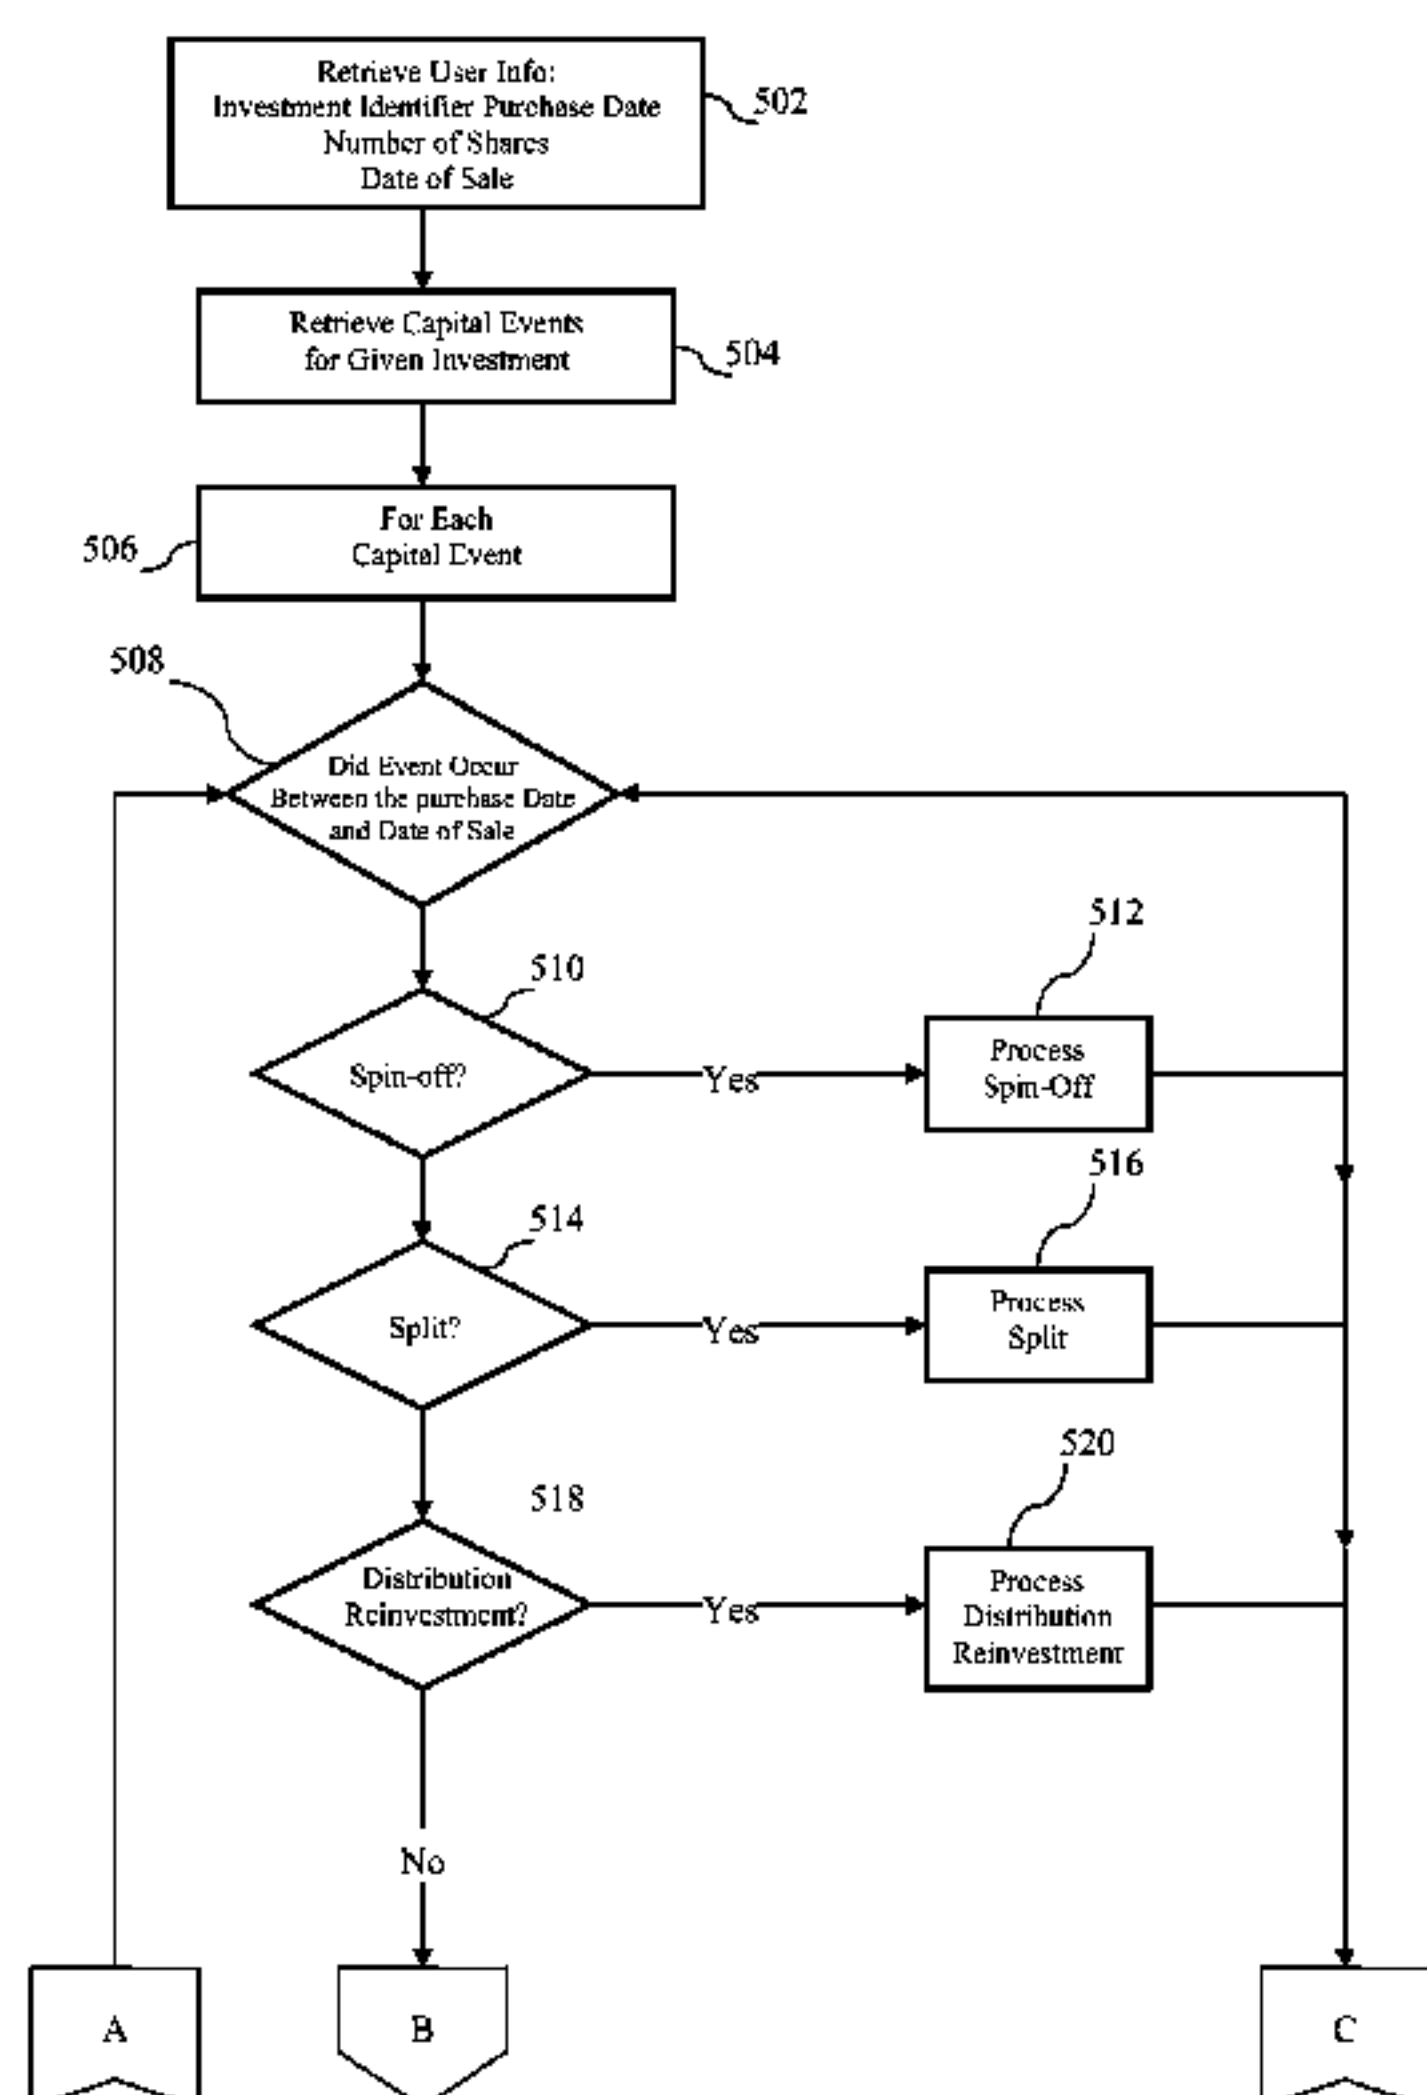 Retrieve User Info:
Investment Identifier Purchase Date
Number of Shares
Date of Sale
502
Retrieve Capital Events
for Given Investment
504
For Each
Capital Event
506
508
Did Event Occur
Between the purchase Date
and Date of Sale
512
510
Spin-off?
Yes
Process
Spin-Off
516
514
Split?
Yes
Process
Split
520
518
Distribution
Reinvestment?
Yes
Process
Distribution
Reinvestment
No
A
B
C